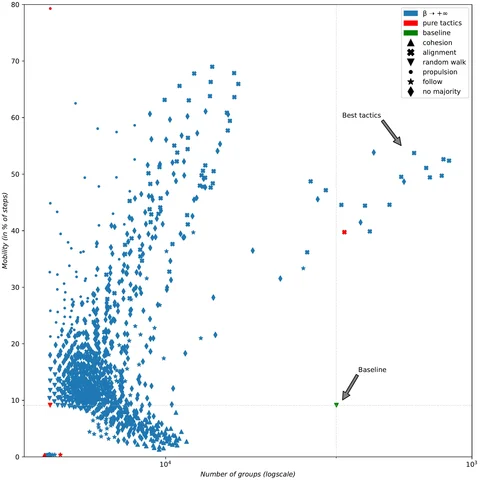 80
70
60
50
40
30
20
10
0
Mobility (in % of steps)
β → +∞
pure tactics
baseline
cohesion
alignment
random walk
propulsion
follow
no majority
Best tactics
Baseline
10⁴
10³
Number of groups (logscale)